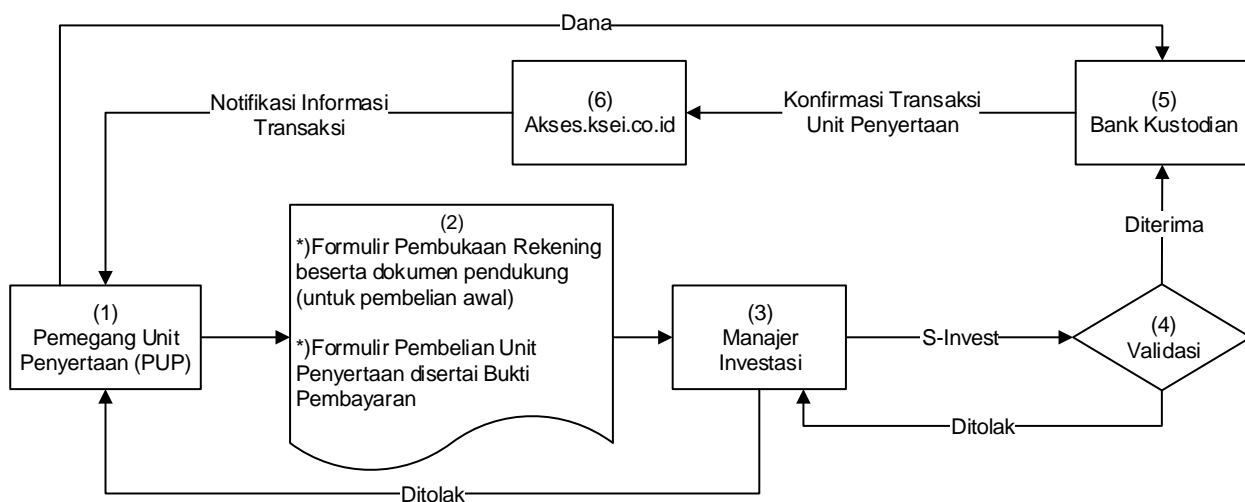 Dana
(6)
Akses.ksei.co.id
(5)
Bank Kustodian
Notifikasi Informasi
Transaksi
Konfirmasi Transaksi
Unit Penyertaan
(1)
Pemegang Unit
Penyertaan (PUP)
(2)
*)Formulir Pembukaan Rekening
beserta dokumen pendukung
(untuk pembelian awal)
*)Formulir Pembelian Unit
Penyertaan disertai Bukti
Pembayaran
(3)
Manajer
Investasi
S-Invest
(4)
Validasi
Diterima
Ditolak
Ditolak